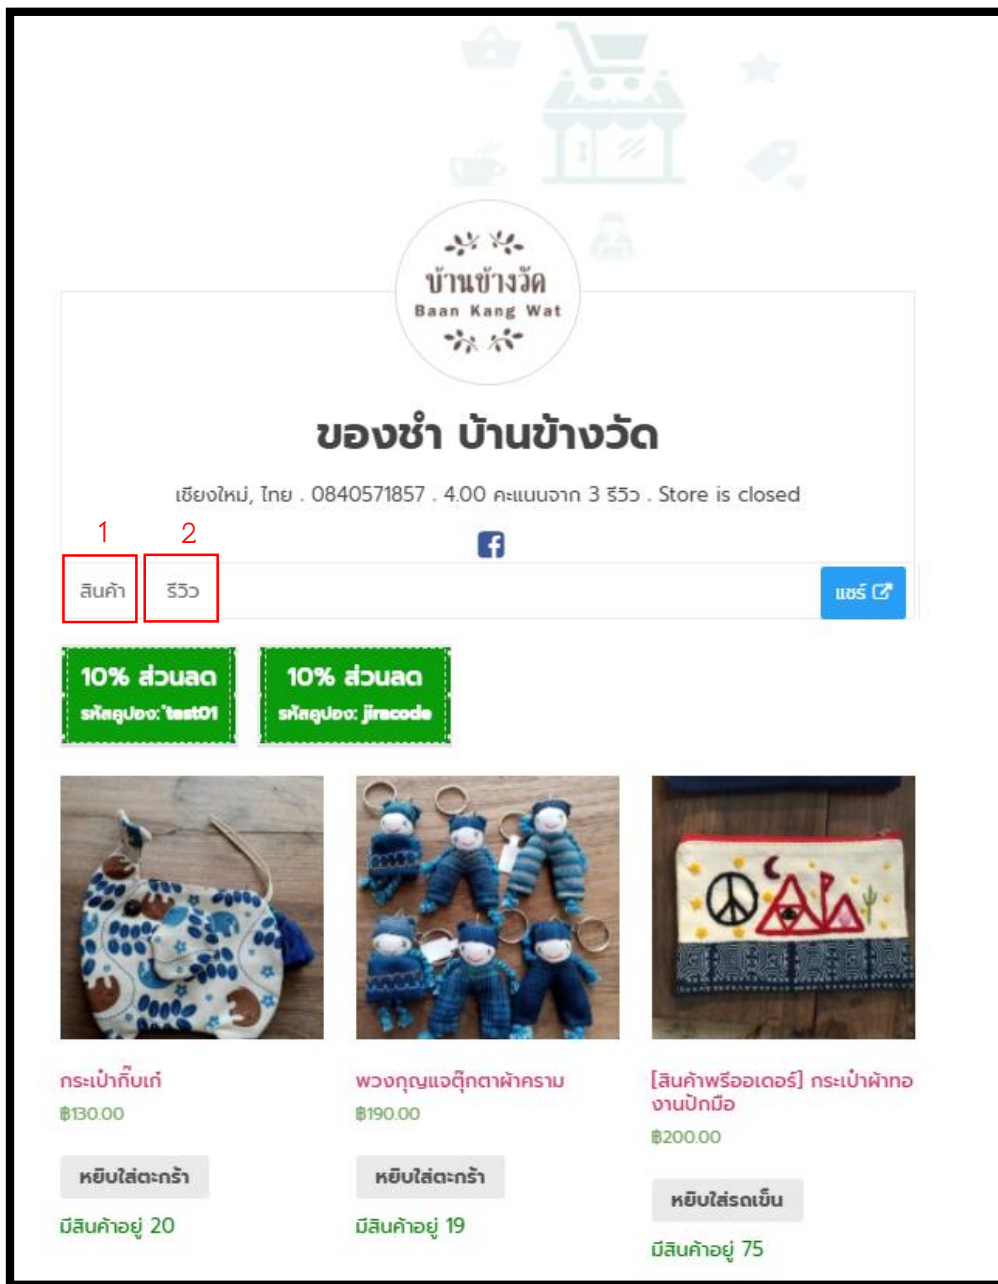 บ้านข้างวัด
Baan Kang Wat
ของชำ บ้านข้างวัด
เชียงใหม่, ไทย . 0840571857 . 4.00 คะแนนจาก 3 รีวิว . Store is closed
1 2
สินค้า รีวิว แชร์
10% ส่วนลด 10% ส่วนลด
รหัสคูปอง: test01 รหัสคูปอง: jiracode
กระเป๋ากิ๊บเก๋ พวงกุญแจตุ๊กตาผ้าคราม [สินค้าพรีออเดอร์] กระเป๋าผ้าทอ
งานปักมือ
฿130.00 ฿190.00 ฿200.00
หยิบใส่ตะกร้า หยิบใส่ตะกร้า หยิบใส่รถเข็น
มีสินค้าอยู่ 20 มีสินค้าอยู่ 19 มีสินค้าอยู่ 75